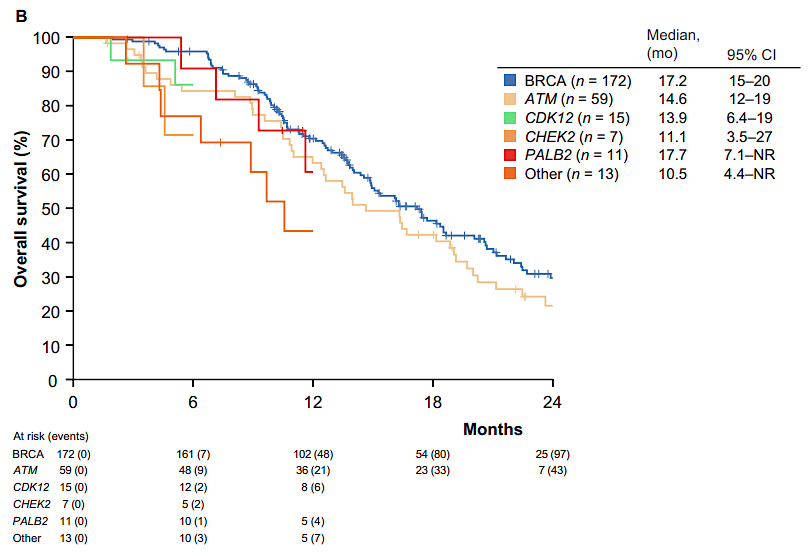 B
Median, (mo) 95% CI
BRCA (n = 172) 17.2 15–20
ATM (n = 59) 14.6 12–19
CDK12 (n = 15) 13.9 6.4–19
CHEK2 (n = 7) 11.1 3.5–27
PALB2 (n = 11) 17.7 7.1–NR
Other (n = 13) 10.5 4.4–NR
Overall survival (%)
100
90
80
70
60
50
40
30
20
10
0
0 6 12 18 24
Months
At risk (events)
BRCA 172 (0) 161 (7) 102 (48) 54 (80) 25 (97)
ATM 59 (0) 48 (9) 36 (21) 23 (33) 7 (43)
CDK12 15 (0) 12 (2) 8 (6)
CHEK2 7 (0) 5 (2)
PALB2 11 (0) 10 (1) 5 (4)
Other 13 (0) 10 (3) 5 (7)